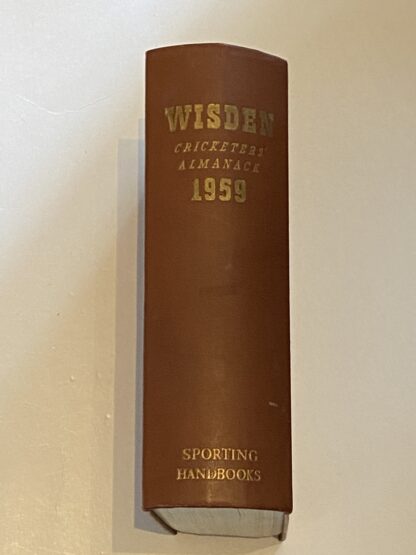 WISDEN
CRICKETERS'
ALMANACK
1959
SPORTING
HANDBOOKS